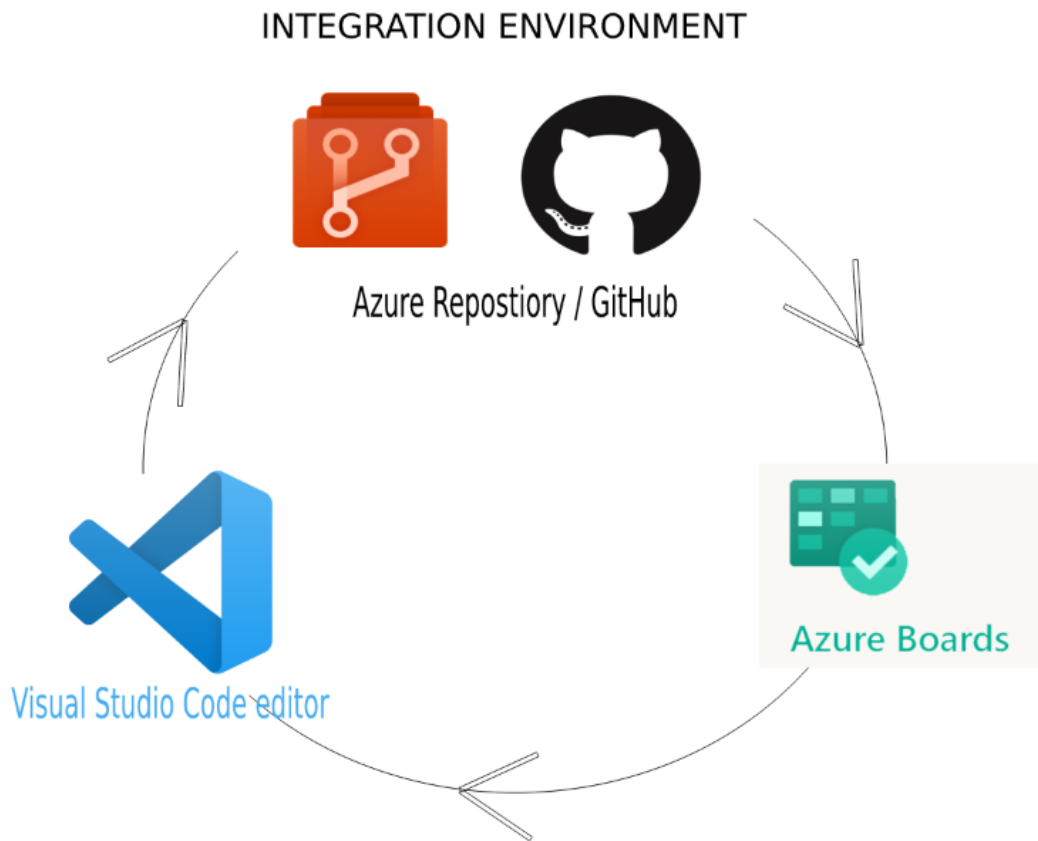 INTEGRATION ENVIRONMENT
Azure Repostiory / GitHub
Azure Boards
Visual Studio Code editor